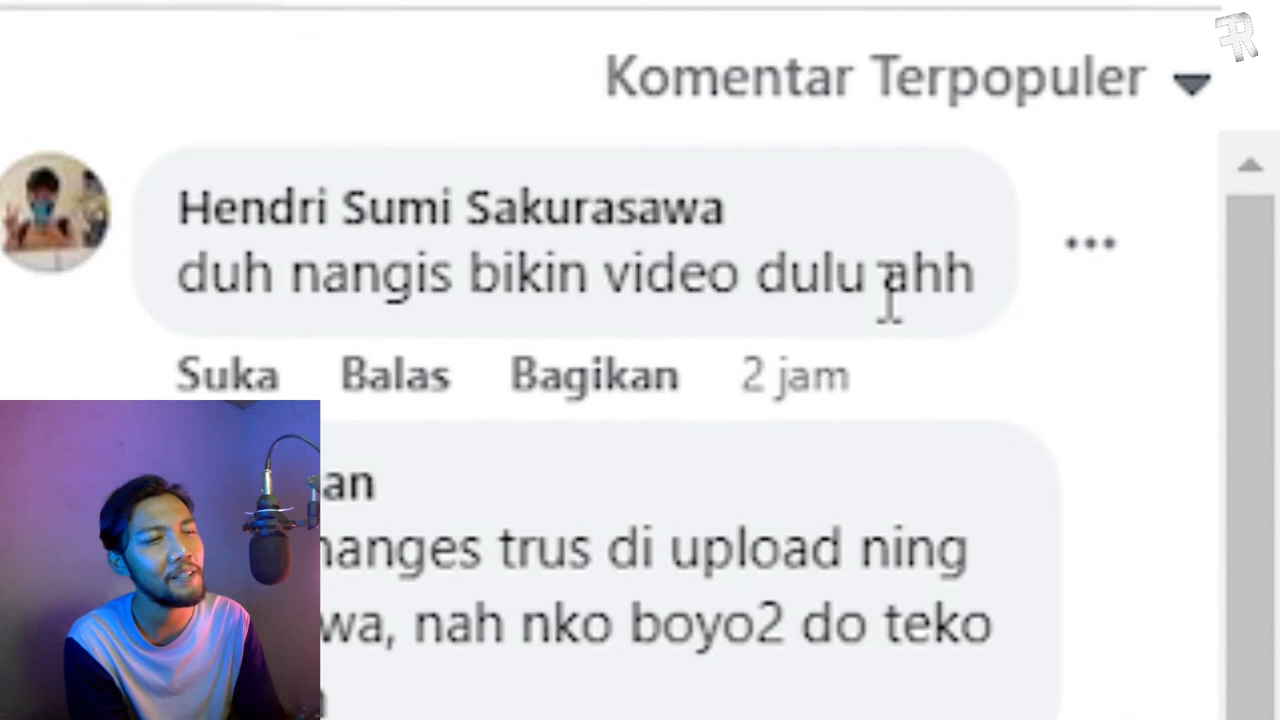 Komentar Terpopuler
Hendri Sumi Sakurasawa
duh nangis bikin video dulu ahh
Suka Balas Bagikan 2 jam
an
nanges trus di upload ning
wa, nah nko boyo2 do teko